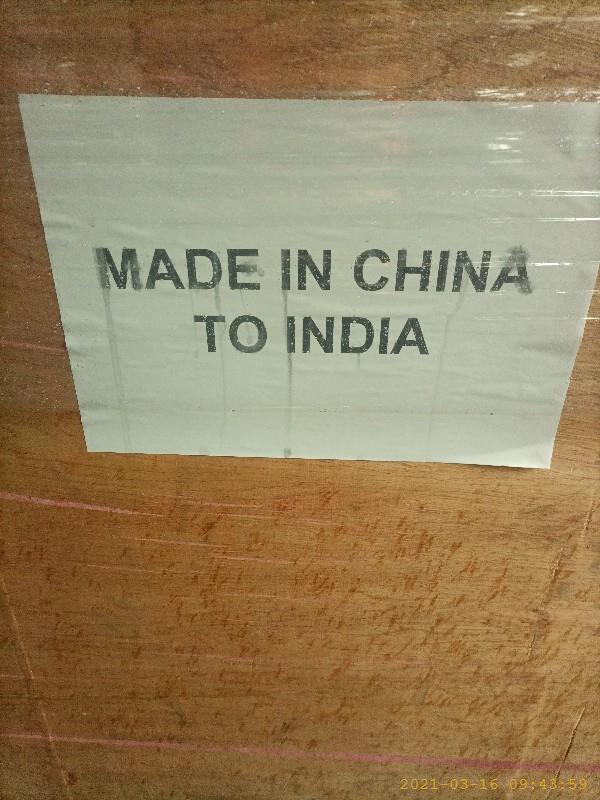 MADE IN CHINA
TO INDIA
2021-03-16 09:43:59